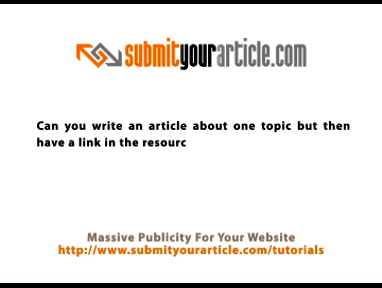 submityourarticle.com
Can you write an article about one topic but then
have a link in the resourc
Massive Publicity For Your Website
http://www.submityourarticle.com/tutorials